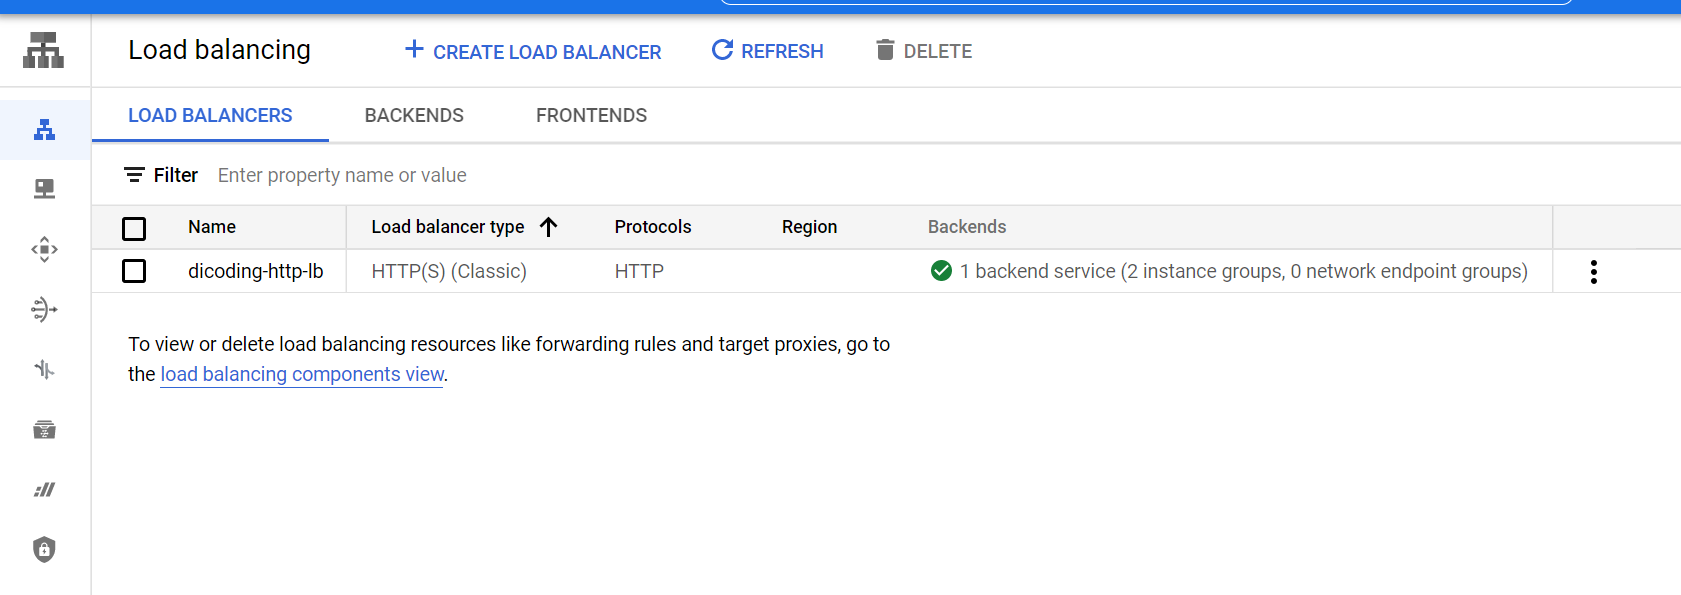 Load balancing
CREATE LOAD BALANCER
REFRESH
DELETE
LOAD BALANCERS
BACKENDS
FRONTENDS
Filter Enter property name or value
Name Load balancer type Protocols Region Backends
dicoding-http-lb HTTP(S) (Classic) HTTP 1 backend service (2 instance groups, 0 network endpoint groups)
To view or delete load balancing resources like forwarding rules and target proxies, go to
the load balancing components view.